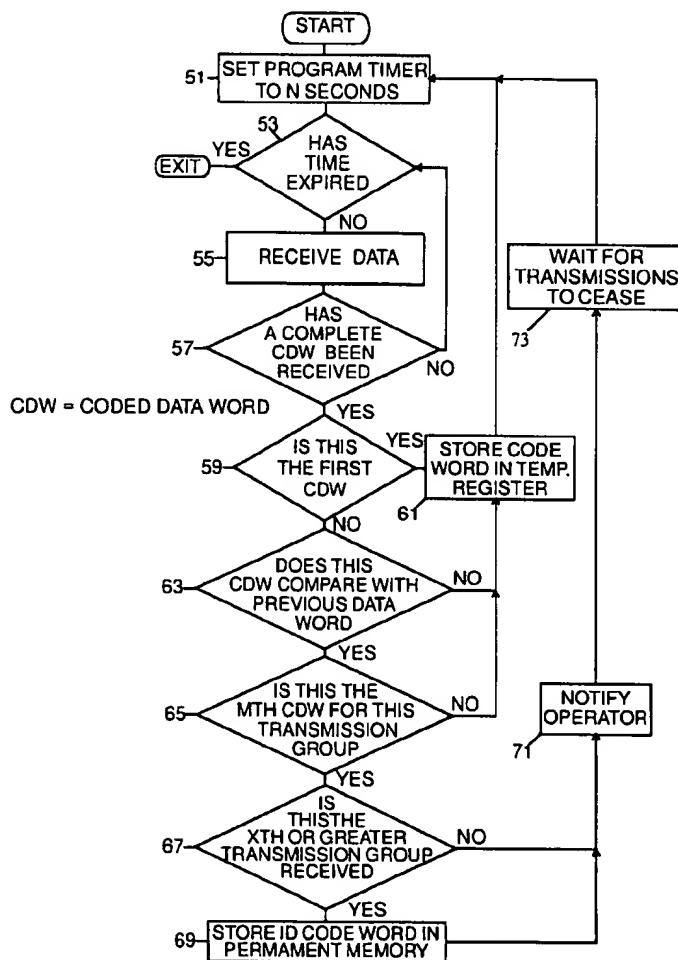 START
51
SET PROGRAM TIMER
TO N SECONDS
53
HAS
TIME
EXPIRED
YES
EXIT
NO
55
RECEIVE DATA
WAIT FOR
TRANSMISSIONS
TO CEASE
73
57
HAS
A COMPLETE
CDW BEEN
RECEIVED
NO
YES
CDW = CODED DATA WORD
59
IS THIS
THE FIRST
CDW
YES
STORE CODE
WORD IN TEMP.
REGISTER
61
NO
63
DOES THIS
CDW COMPARE WITH
PREVIOUS DATA
WORD
NO
YES
65
IS THIS THE
MTH CDW FOR THIS
TRANSMISSION
GROUP
NO
NOTIFY
OPERATOR
71
YES
67
IS
THISTHE
XTH OR GREATER
TRANSMISSION GROUP
RECEIVED
NO
YES
69
STORE ID CODE WORD IN
PERMAMENT MEMORY